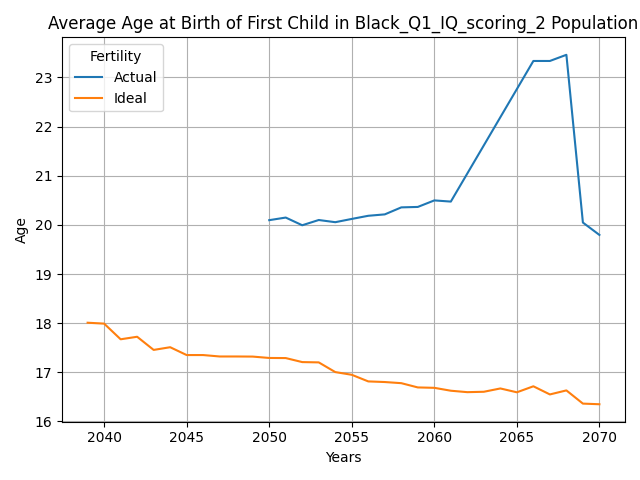 Average Age at Birth of First Child in Black_Q1_IQ_scoring_2 Population
Fertility
Actual
Ideal
Age
23
22
21
20
19
18
17
16
2040 2045 2050 2055 2060 2065 2070
Years